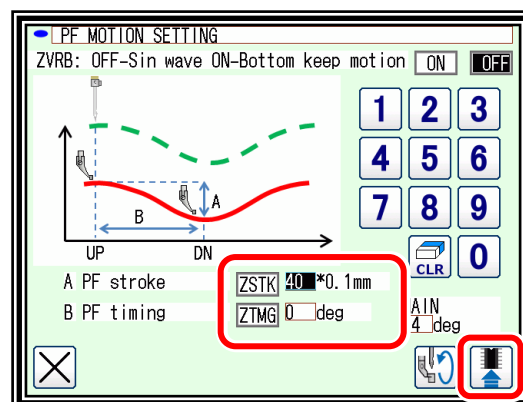 PF MOTION SETTING
ZVRB: OFF-Sin wave ON-Bottom keep motion ON OFF
1 2 3
4 5 6
A
B
7 8 9
UP DN
CLR 0
A PF stroke ZSTK 40 *0.1mm
B PF timing ZTMG 0 deg
AIN
4 deg